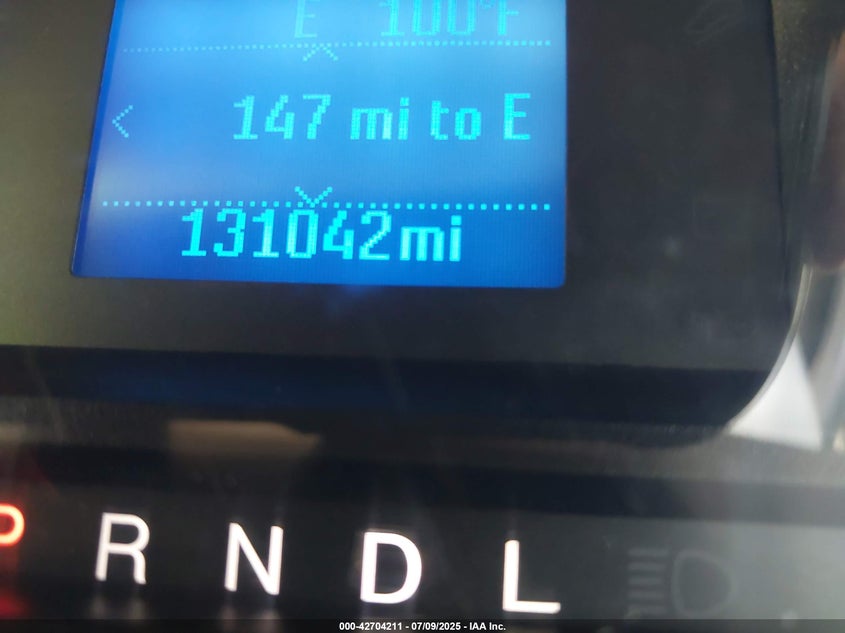 E 100°F
< 147 mi to E
131042mi
P R N D L
000-42704211 - 07/09/2025 - IAA Inc.